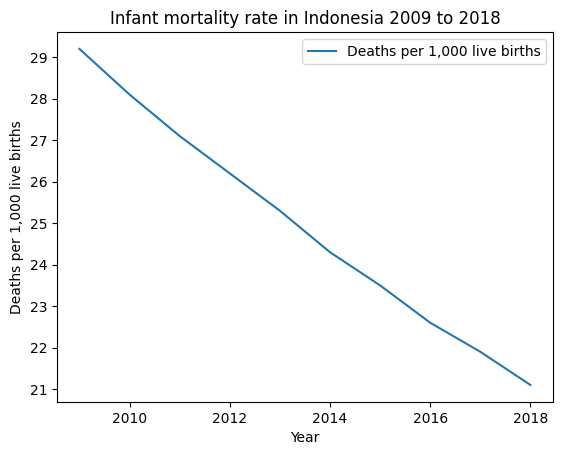 Infant mortality rate in Indonesia 2009 to 2018
Deaths per 1,000 live births
Deaths per 1,000 live births
29
28
27
26
25
24
23
22
21
2010 2012 2014 2016 2018
Year